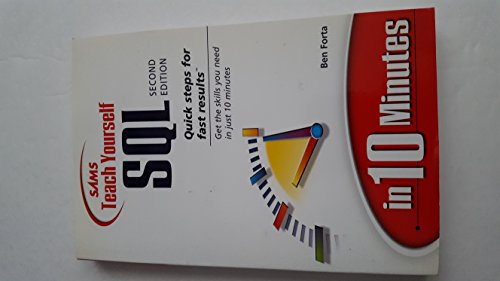 SAMS
Teach Yourself
SQL
SECOND
EDITION
Quick steps for
fast results™
Get the skills you need
in just 10 minutes
Ben Forta
in 10 Minutes